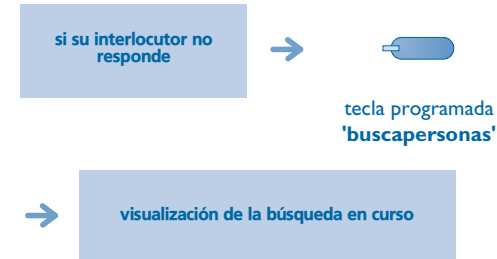 si su interlocutor no
responde
tecla programada
'buscapersonas'
visualización de la búsqueda en curso